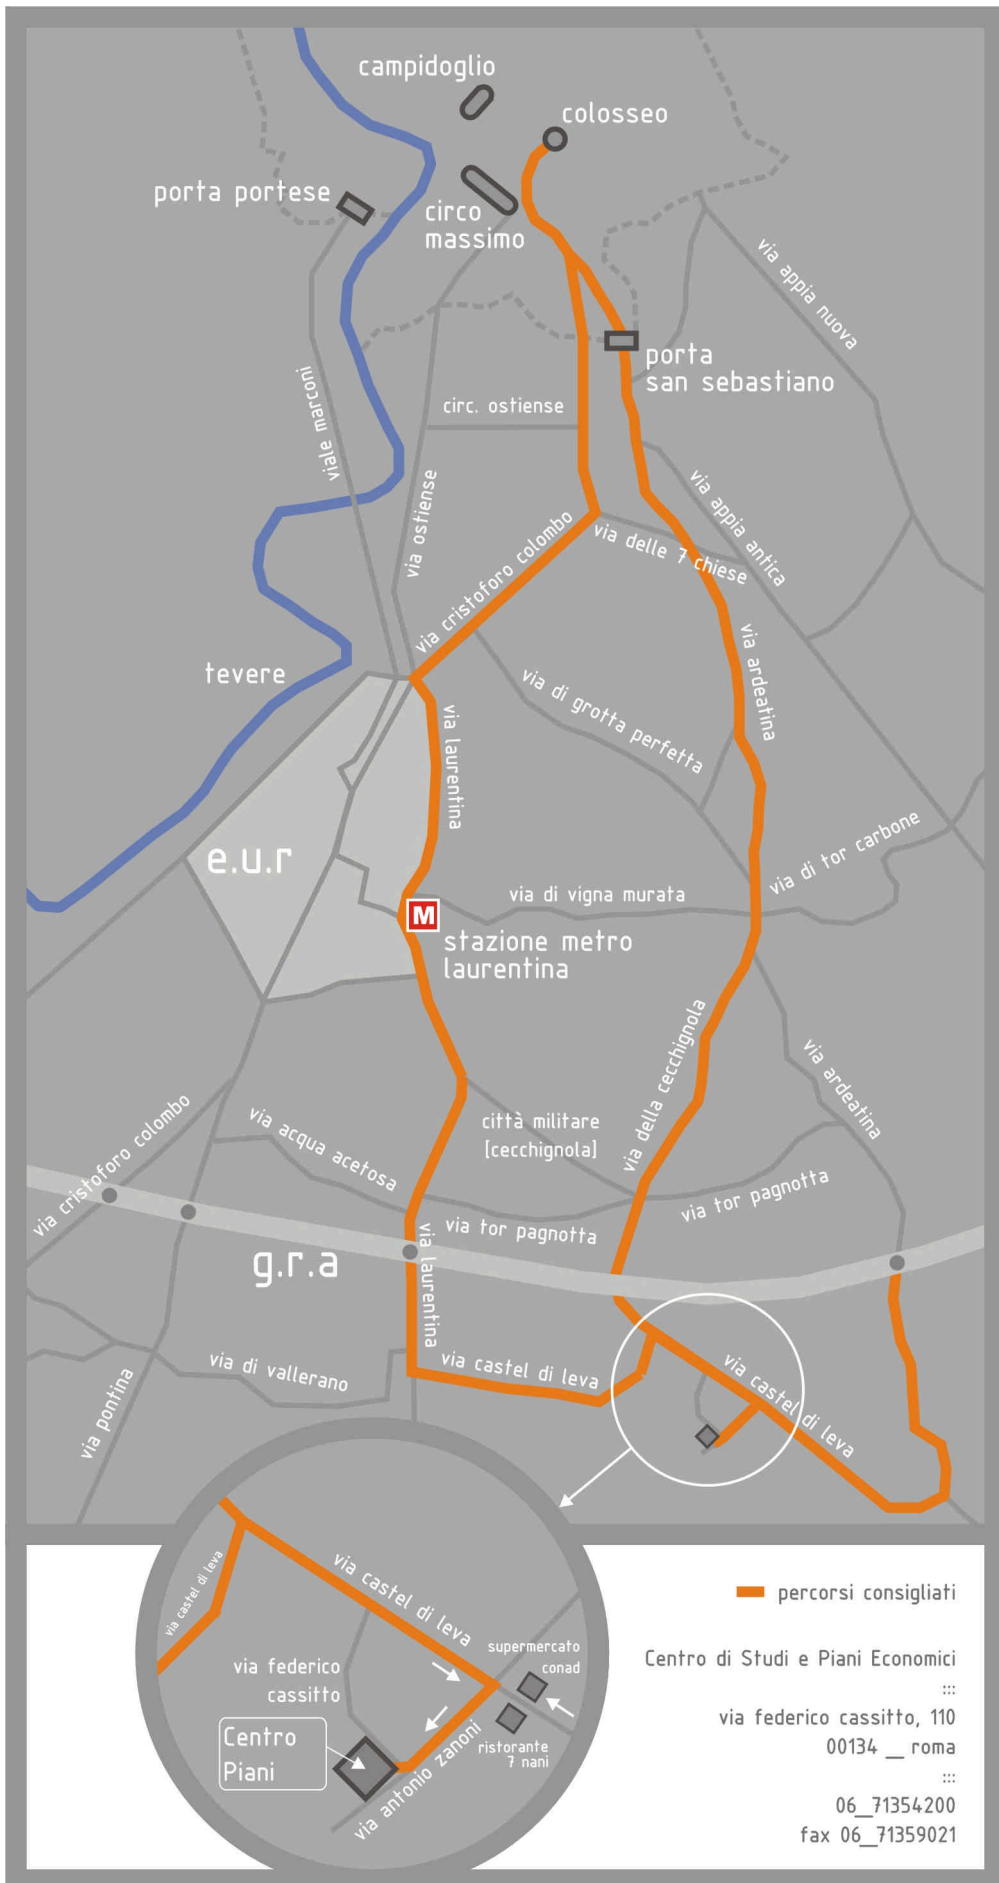 campidoglio
colosseo
porta portese
circo
massimo
via appia nuova
porta
san sebastiano
viale marconi
circ. ostiense
via ostiense
via appia antica
via cristoforo colombo
via delle 7 chiese
via ardeatina
tevere
via di grotta perfetta
via laurentina
e.u.r
via di tor carbone
via di vigna murata
M
stazione metro
laurentina
via della cecchignola
via ardeatina
via cristoforo colombo
via acqua acetosa
città militare
[cecchignola]
via tor pagnotta
via tor pagnotta
g.r.a
via laurentina
via castel di leva
via di vallerano
via pontina
via castel di leva
via castel di leva
via castel di leva
supermercato
conad
via federico
cassitto
Centro
Piani
ristorante
7 nani
via antonio zanoni
percorsi consigliati
Centro di Studi e Piani Economici
:::
via federico cassitto, 110
00134 __ roma
:::
06__71354200
fax 06__71359021